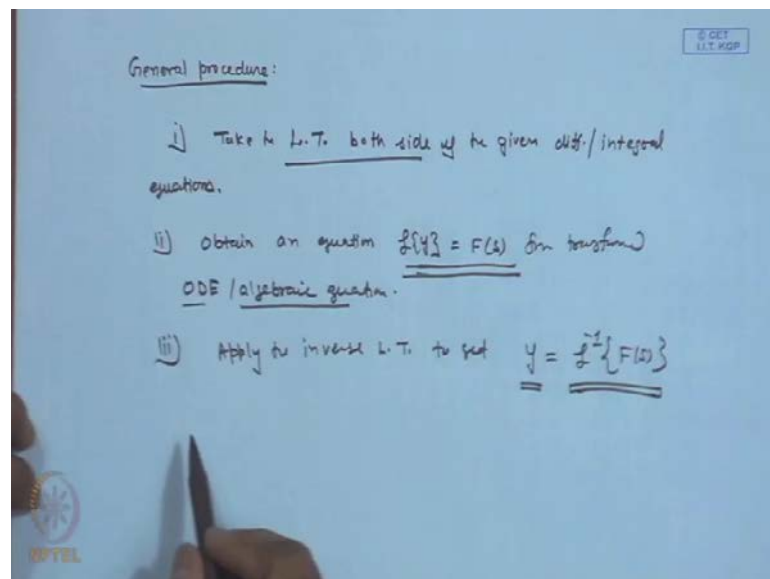 © CET
I.I.T. KGP
General procedure:
i) Take the L.T. both side of the given diff./integral
equations.
ii) Obtain an equation ℒ{y} = F(s) from transformed
ODE / algebraic equation.
iii) Apply the inverse L.T. to get y = ℒ⁻¹{F(s)}
NPTEL